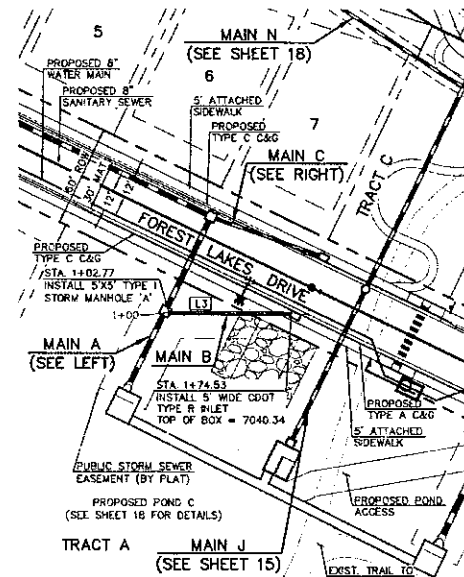 5
MAIN N
(SEE SHEET 18)
PROPOSED 8"
WATER MAIN
6
PROPOSED 8"
SANITARY SEWER
5' ATTACHED
SIDEWALK
PROPOSED
TYPE C C&G
7
MAIN C
(SEE RIGHT)
TRACT C
60' ROW
30' MAT
12'
12'
FOREST LAKES DRIVE
PROPOSED
TYPE C C&G
STA. 1+02.77
INSTALL 5'X5' TYPE I
STORM MANHOLE 'A'
1+00
L3
MAIN A
(SEE LEFT)
MAIN B
STA. 1+74.53
INSTALL 5' WIDE CDOT
TYPE R INLET
TOP OF BOX = 7040.34
PROPOSED
TYPE A C&G
5' ATTACHED
SIDEWALK
PUBLIC STORM SEWER
EASEMENT (BY PLAT)
PROPOSED POND C
(SEE SHEET 18 FOR DETAILS)
PROPOSED POND
ACCESS
TRACT A
MAIN J
(SEE SHEET 15)
EXIST. TRAIL TO